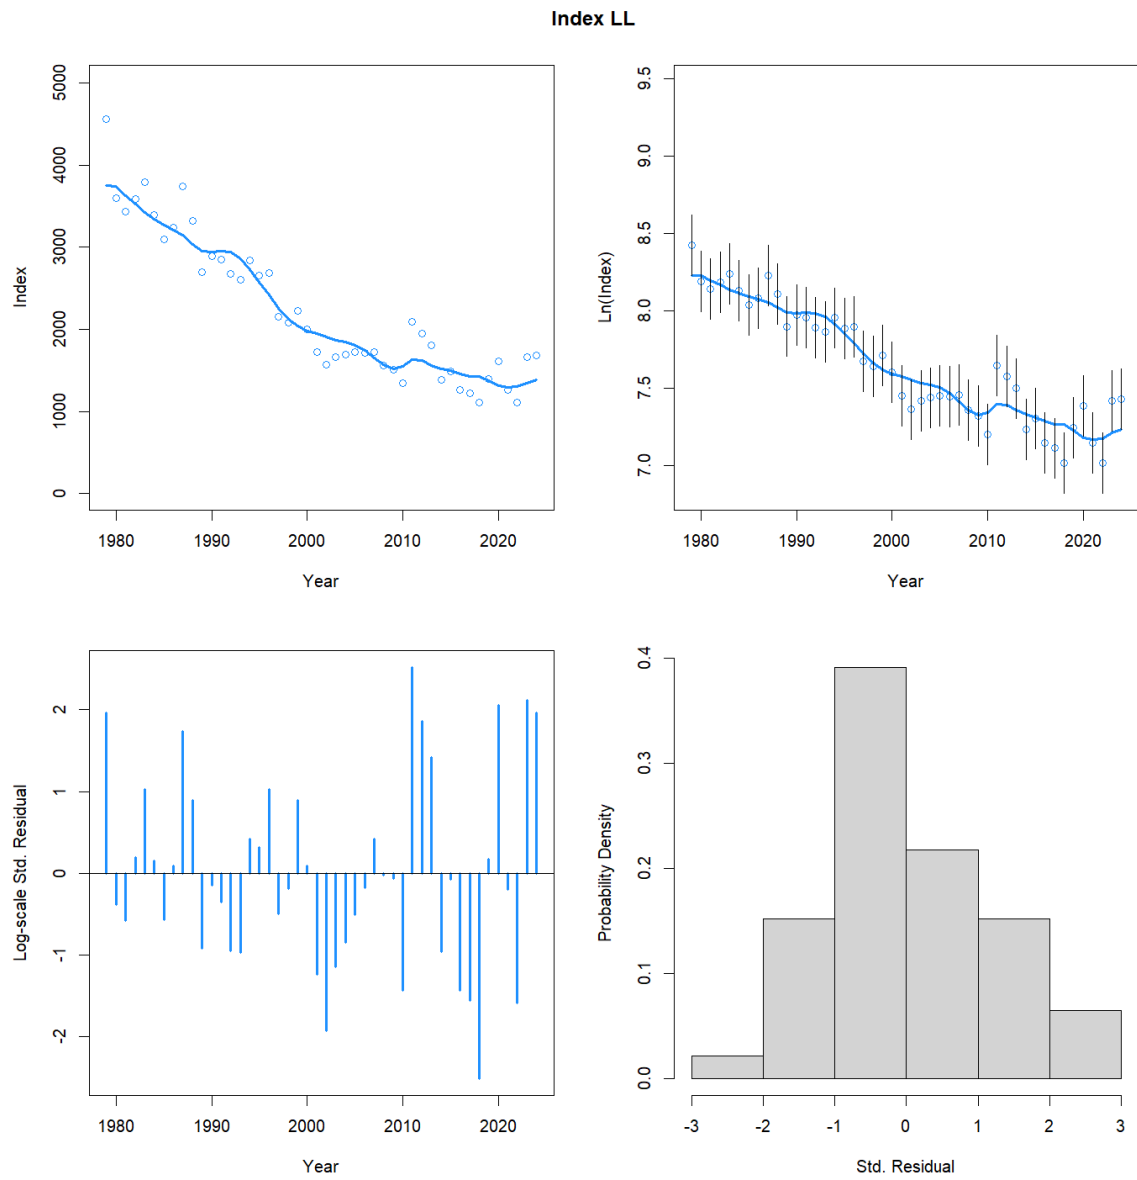 Index LL
Index
5000
4000
3000
2000
1000
0
1980 1990 2000 2010 2020
Year
Ln(Index)
9.5
9.0
8.5
8.0
7.5
7.0
1980 1990 2000 2010 2020
Year
Log-scale Std. Residual
2
1
0
-1
-2
1980 1990 2000 2010 2020
Year
Probability Density
0.4
0.3
0.2
0.1
0.0
-3 -2 -1 0 1 2 3
Std. Residual